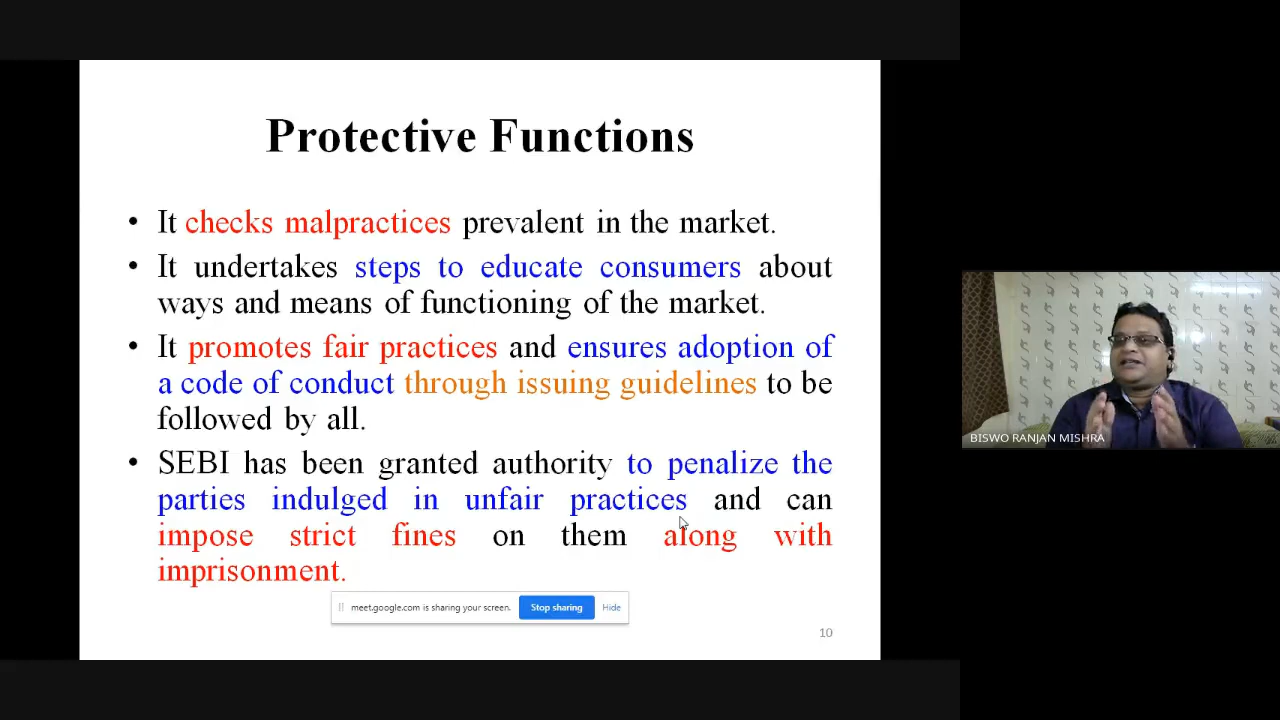 Protective Functions
• It checks malpractices prevalent in the market.
• It undertakes steps to educate consumers about
ways and means of functioning of the market.
• It promotes fair practices and ensures adoption of
a code of conduct through issuing guidelines to be
followed by all.
• SEBI has been granted authority to penalize the
parties indulged in unfair practices and can
impose strict fines on them along with
imprisonment.
meet.google.com is sharing your screen. Stop sharing Hide
10
BISWO RANJAN MISHRA